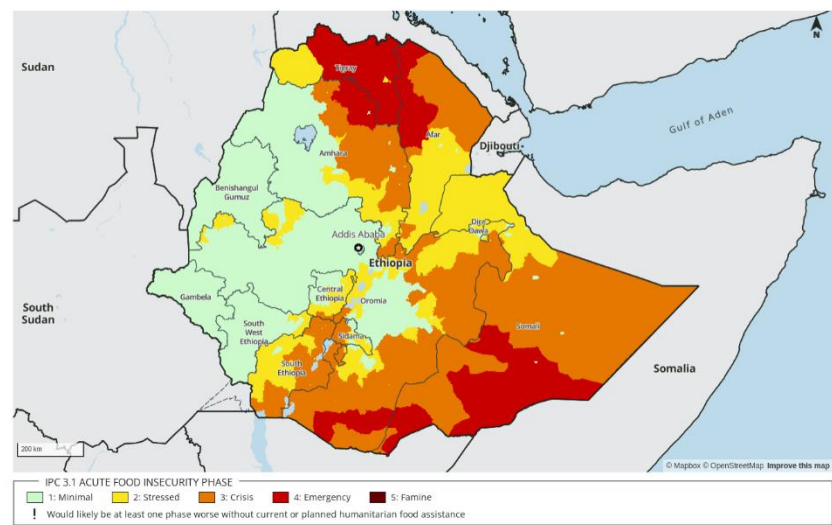 N
Sudan
Tigray
Gulf of Aden
Afar
Djibouti
Amhara
Benishangul
Gumuz
Dire
Dawa
Addis Ababa
Ethiopia
Central
Ethiopia
Oromia
Gambela
South
Sudan
South
West
Ethiopia
Somali
Sidama
South
Ethiopia
Somalia
200 km
© Mapbox © OpenStreetMap Improve this map
IPC 3.1 ACUTE FOOD INSECURITY PHASE
1: Minimal 2: Stressed 3: Crisis 4: Emergency 5: Famine
! Would likely be at least one phase worse without current or planned humanitarian food assistance